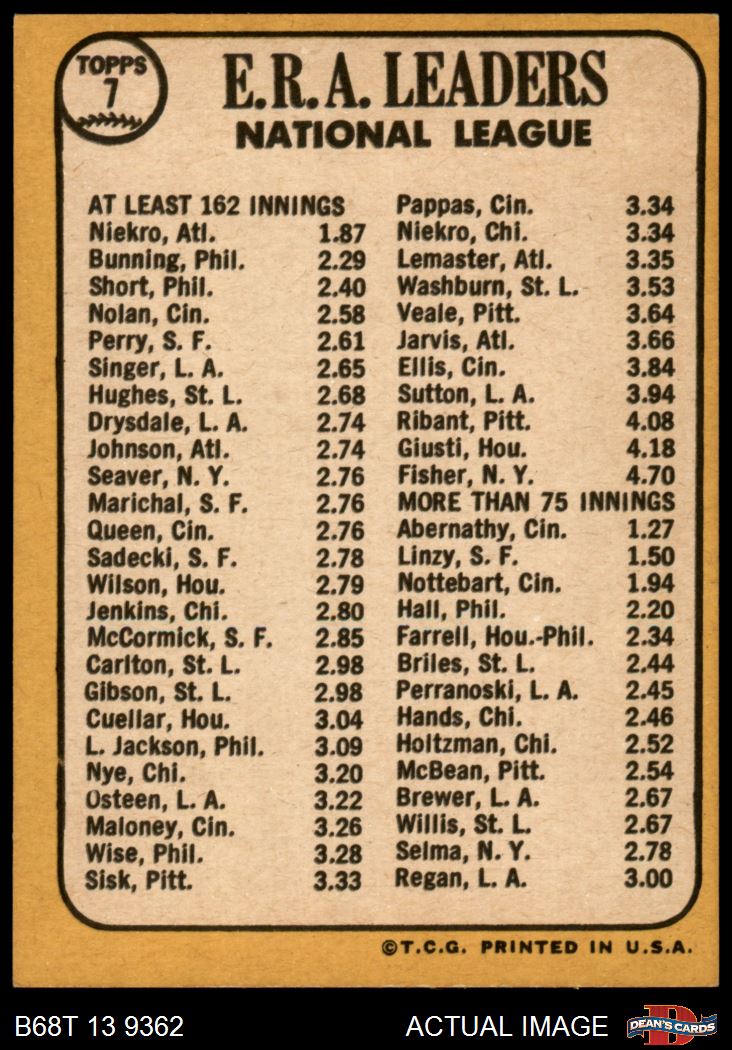 TOPPS
7
E.R.A. LEADERS
NATIONAL LEAGUE
AT LEAST 162 INNINGS
Niekro, Atl. 1.87
Bunning, Phil. 2.29
Short, Phil. 2.40
Nolan, Cin. 2.58
Perry, S. F. 2.61
Singer, L. A. 2.65
Hughes, St. L. 2.68
Drysdale, L. A. 2.74
Johnson, Atl. 2.74
Seaver, N. Y. 2.76
Marichal, S. F. 2.76
Queen, Cin. 2.76
Sadecki, S. F. 2.78
Wilson, Hou. 2.79
Jenkins, Chi. 2.80
McCormick, S. F. 2.85
Carlton, St. L. 2.98
Gibson, St. L. 2.98
Cuellar, Hou. 3.04
L. Jackson, Phil. 3.09
Nye, Chi. 3.20
Osteen, L. A. 3.22
Maloney, Cin. 3.26
Wise, Phil. 3.28
Sisk, Pitt. 3.33
Pappas, Cin. 3.34
Niekro, Chi. 3.34
Lemaster, Atl. 3.35
Washburn, St. L. 3.53
Veale, Pitt. 3.64
Jarvis, Atl. 3.66
Ellis, Cin. 3.84
Sutton, L. A. 3.94
Ribant, Pitt. 4.08
Giusti, Hou. 4.18
Fisher, N. Y. 4.70
MORE THAN 75 INNINGS
Abernathy, Cin. 1.27
Linzy, S. F. 1.50
Nottebart, Cin. 1.94
Hall, Phil. 2.20
Farrell, Hou.-Phil. 2.34
Briles, St. L. 2.44
Perranoski, L. A. 2.45
Hands, Chi. 2.46
Holtzman, Chi. 2.52
McBean, Pitt. 2.54
Brewer, L. A. 2.67
Willis, St. L. 2.67
Selma, N. Y. 2.78
Regan, L. A. 3.00
©T.C.G. PRINTED IN U.S.A.
B68T 13 9362 ACTUAL IMAGE
D
DEAN'S CARDS